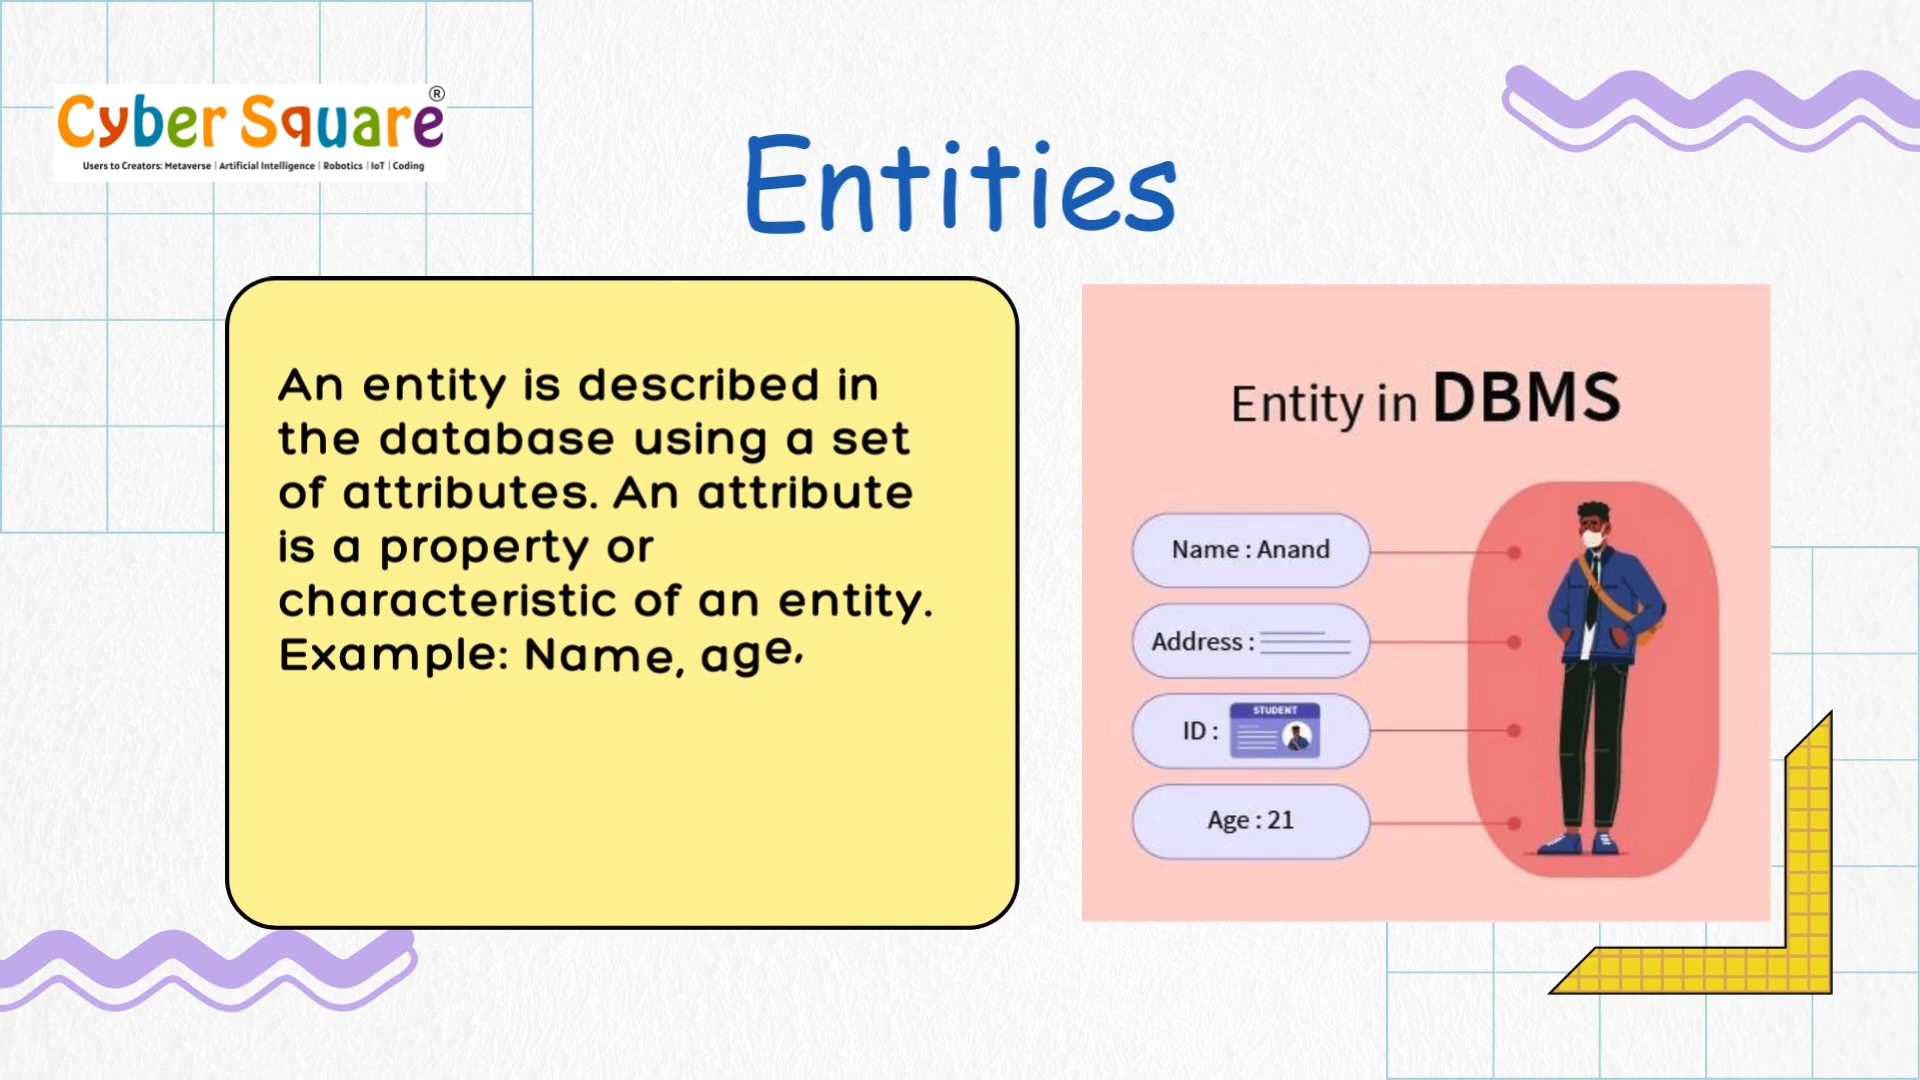 Cyber Square®
Users to Creators: Metaverse | Artificial Intelligence | Robotics | IoT | Coding
Entities
An entity is described in
the database using a set
of attributes. An attribute
is a property or
characteristic of an entity.
Example: Name, age,
Entity in DBMS
Name : Anand
Address :
ID :
STUDENT
Age : 21